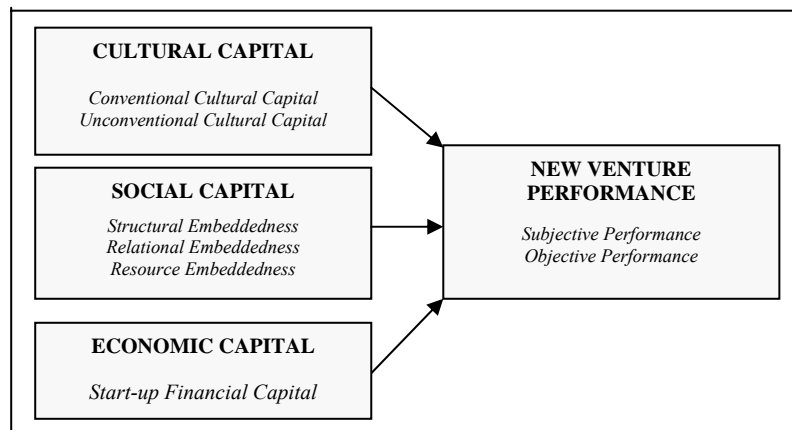 CULTURAL CAPITAL
Conventional Cultural Capital
Unconventional Cultural Capital
SOCIAL CAPITAL
Structural Embeddedness
Relational Embeddedness
Resource Embeddedness
ECONOMIC CAPITAL
Start-up Financial Capital
NEW VENTURE
PERFORMANCE
Subjective Performance
Objective Performance